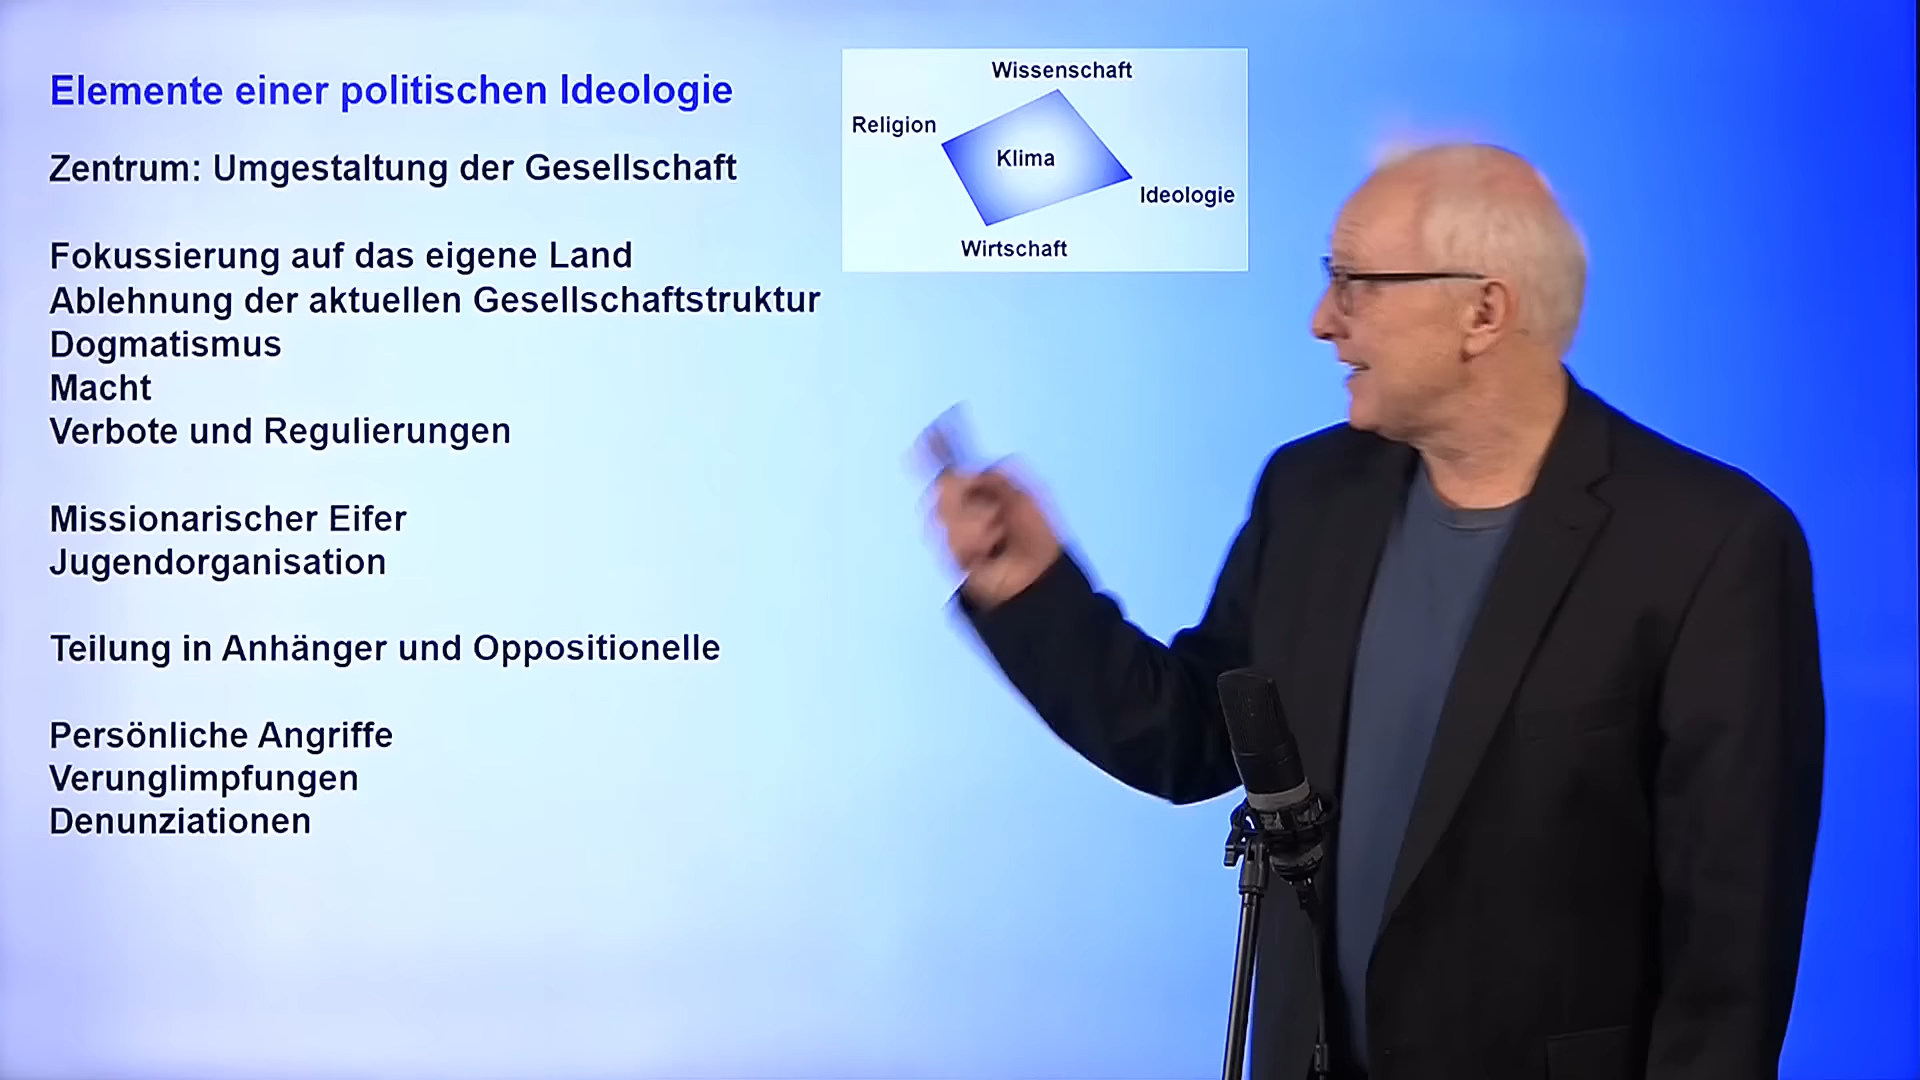 Elemente einer politischen Ideologie
Zentrum: Umgestaltung der Gesellschaft
Fokussierung auf das eigene Land
Ablehnung der aktuellen Gesellschaftstruktur
Dogmatismus
Macht
Verbote und Regulierungen
Missionarischer Eifer
Jugendorganisation
Teilung in Anhänger und Oppositionelle
Persönliche Angriffe
Verunglimpfungen
Denunziationen
Wissenschaft
Religion
Klima
Ideologie
Wirtschaft